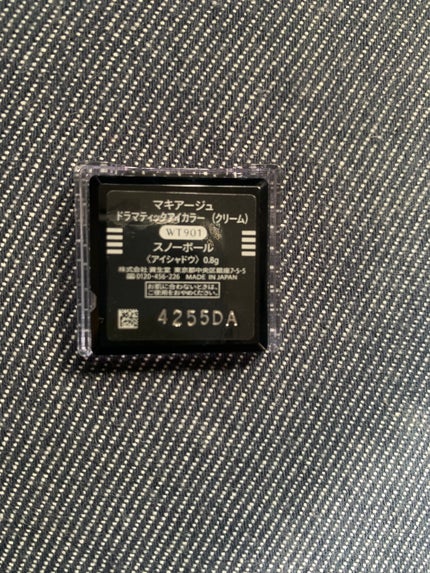 マキアージュ
ドラマティックアイカラー（クリーム）
WT901
スノーボール
〈アイシャドウ〉0.8g
株式会社 資生堂 東京都中央区銀座7-5-5
0120-456-226 MADE IN JAPAN
お肌に合わないときは、
ご使用をおやめください。
4255DA